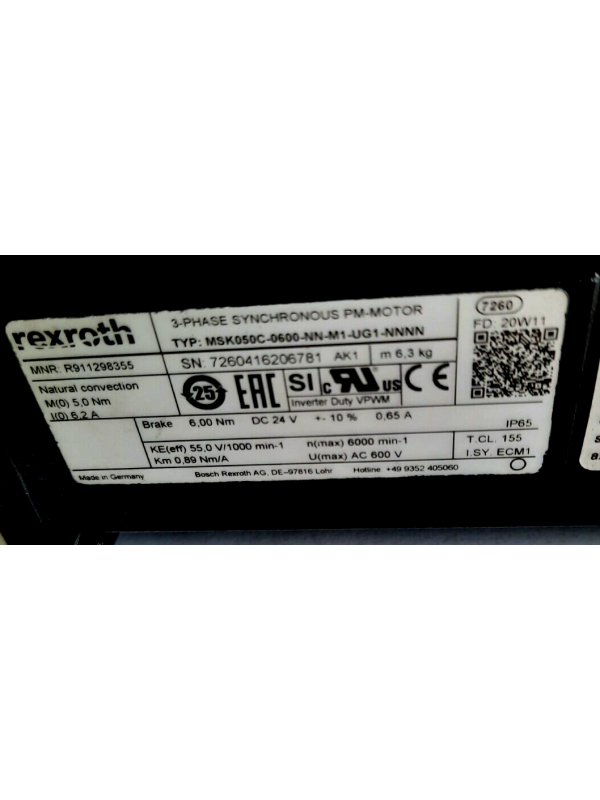 rexroth
3-PHASE SYNCHRONOUS PM-MOTOR
7260
FD: 20W11
TYP: MSK050C-0600-NN-M1-UG1-NNNN
MNR: R911298355
SN: 7260416206781 AK1 m 6,3 kg
Natural convection
M(0) 5,0 Nm
I(0) 6,2 A
25
EAC
SI
c RU US
CE
Inverter Duty VPWM
Brake 6,00 Nm DC 24 V +- 10 % 0,65 A IP65
KE(eff) 55,0 V/1000 min-1 n(max) 6000 min-1 T.CL. 155
Km 0,89 Nm/A U(max) AC 600 V I.SY. ECM1
Made in Germany
Bosch Rexroth AG, DE-97816 Lohr Hotline +49 9352 405060